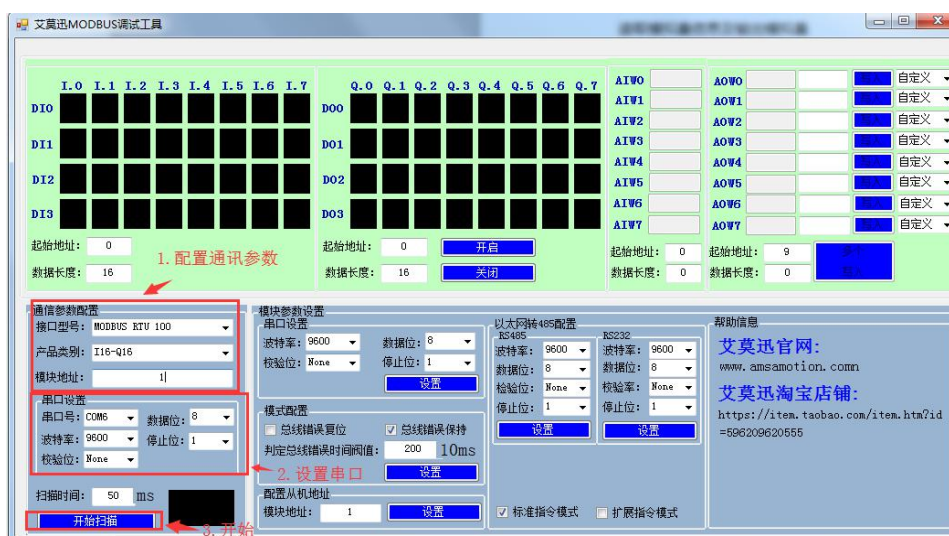 艾莫迅MODBUS调试工具
I.0 I.1 I.2 I.3 I.4 I.5 I.6 I.7
DI0
DI1
DI2
DI3
起始地址: 0
数据长度: 16
Q.0 Q.1 Q.2 Q.3 Q.4 Q.5 Q.6 Q.7
DO0
DO1
DO2
DO3
起始地址: 0 开启
数据长度: 16 关闭
AIW0
AIW1
AIW2
AIW3
AIW4
AIW5
AIW6
AIW7
起始地址: 0
数据长度: 0
AOW0 自定义
AOW1 自定义
AOW2 自定义
AOW3 自定义
AOW4 自定义
AOW5 自定义
AOW6 自定义
AOW7 自定义
起始地址: 9
数据长度: 0
1.配置通讯参数
通信参数配置
接口型号: MODBUS RTU 100
产品类别: I16-Q16
模块地址: 1
串口设置
串口号: COM6 数据位: 8
波特率: 9600 停止位: 1
校验位: None
2.设置串口
扫描时间: 50 ms
开始扫描
3.开始
模块参数设置
串口设置
波特率: 9600 数据位: 8
校验位: None 停止位: 1
设置
模式配置
总线错误复位 总线错误保持
判定总线错误时间阀值: 200 10ms
设置
配置从机地址
模块地址: 1 设置
以太网转485配置
RS485
波特率: 9600
数据位: 8
检验位: None
停止位: 1
设置
RS232
波特率: 9600
数据位: 8
校验率: None
停止位: 1
设置
标准指令模式 扩展指令模式
帮助信息
艾莫迅官网:
www.amsamotion.comn
艾莫迅淘宝店铺:
https://item.taobao.com/item.htm?id
=596209620555